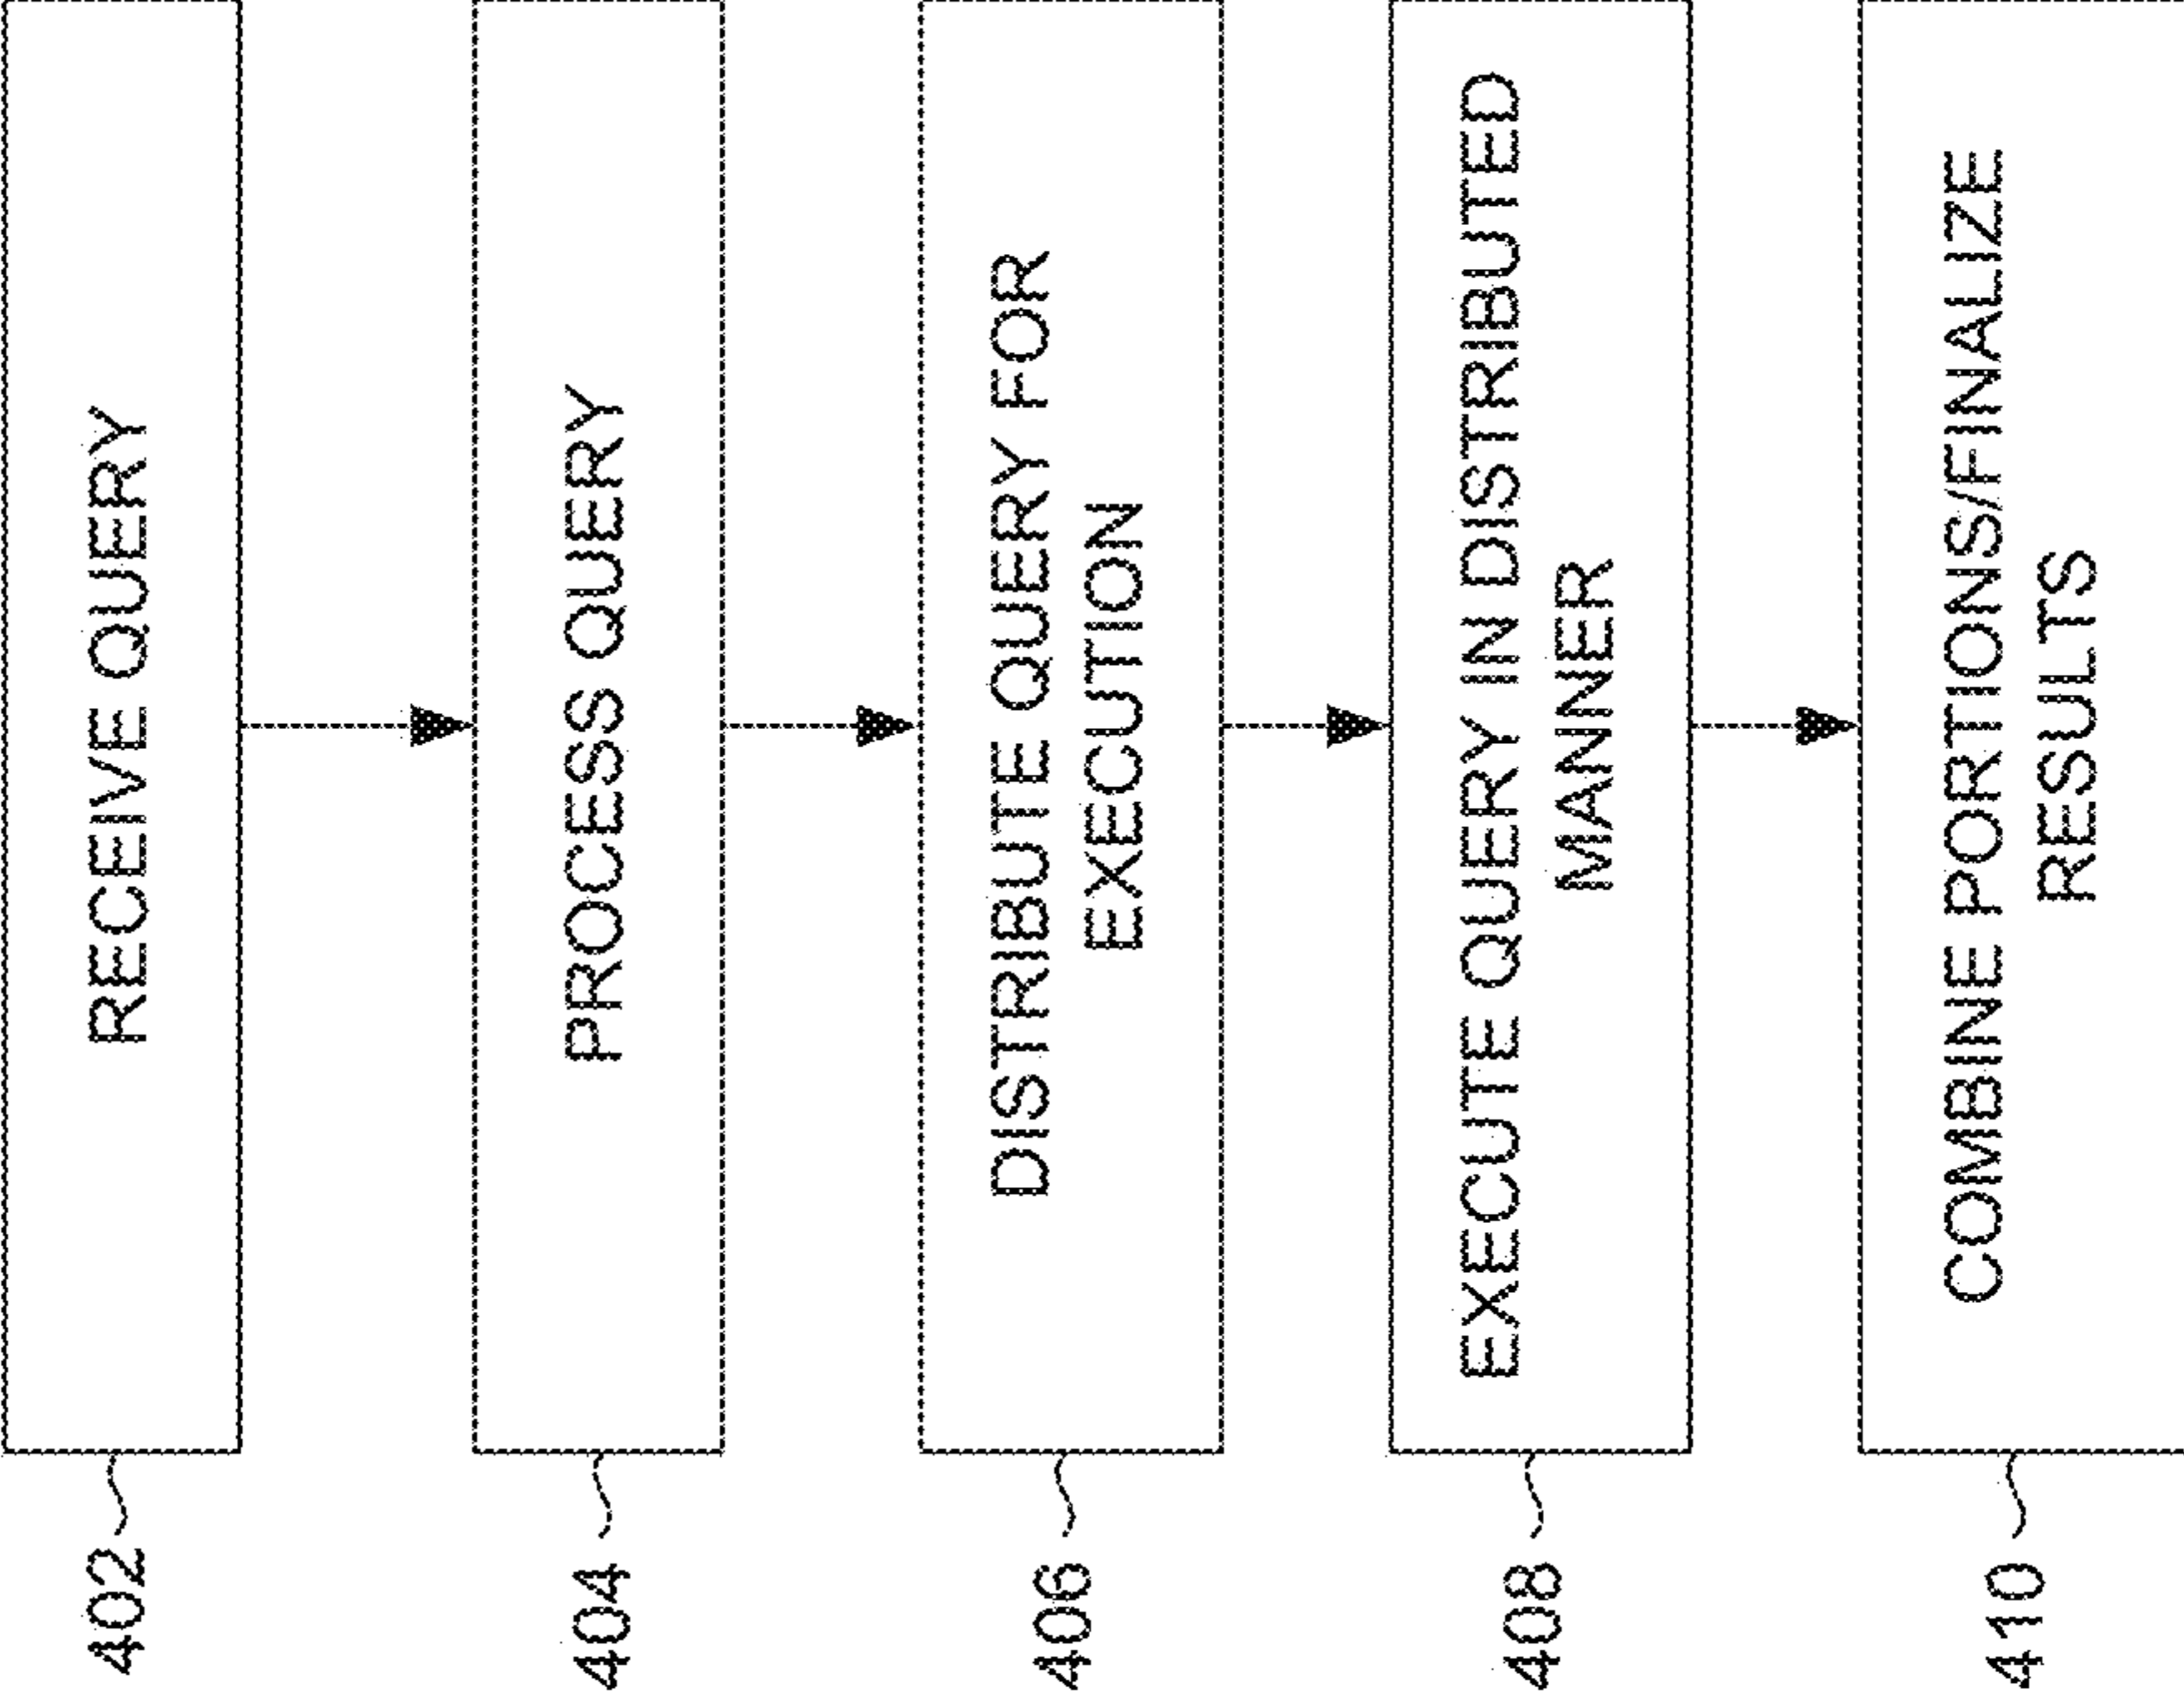 402
RECEIVE QUERY
404
PROCESS QUERY
406
DISTRIBUTE QUERY FOR
EXECUTION
408
EXECUTE QUERY IN DISTRIBUTED
MANNER
410
COMBINE PORTIONS/FINALIZE
RESULTS